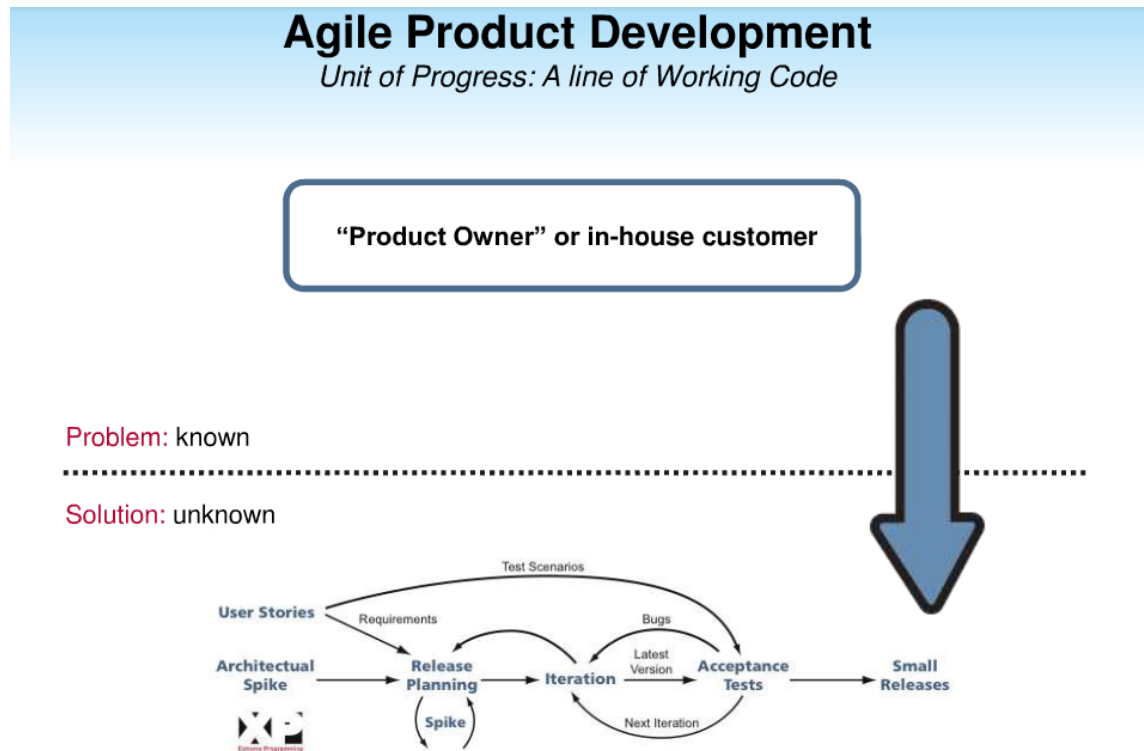 Agile Product Development
Unit of Progress: A line of Working Code
“Product Owner” or in-house customer
Problem: known
Solution: unknown
Test Scenarios
User Stories
Requirements
Bugs
Architectual
Spike
Release
Planning
Iteration
Latest
Version
Acceptance
Tests
Small
Releases
Spike
Next Iteration
XP
Extreme Programming